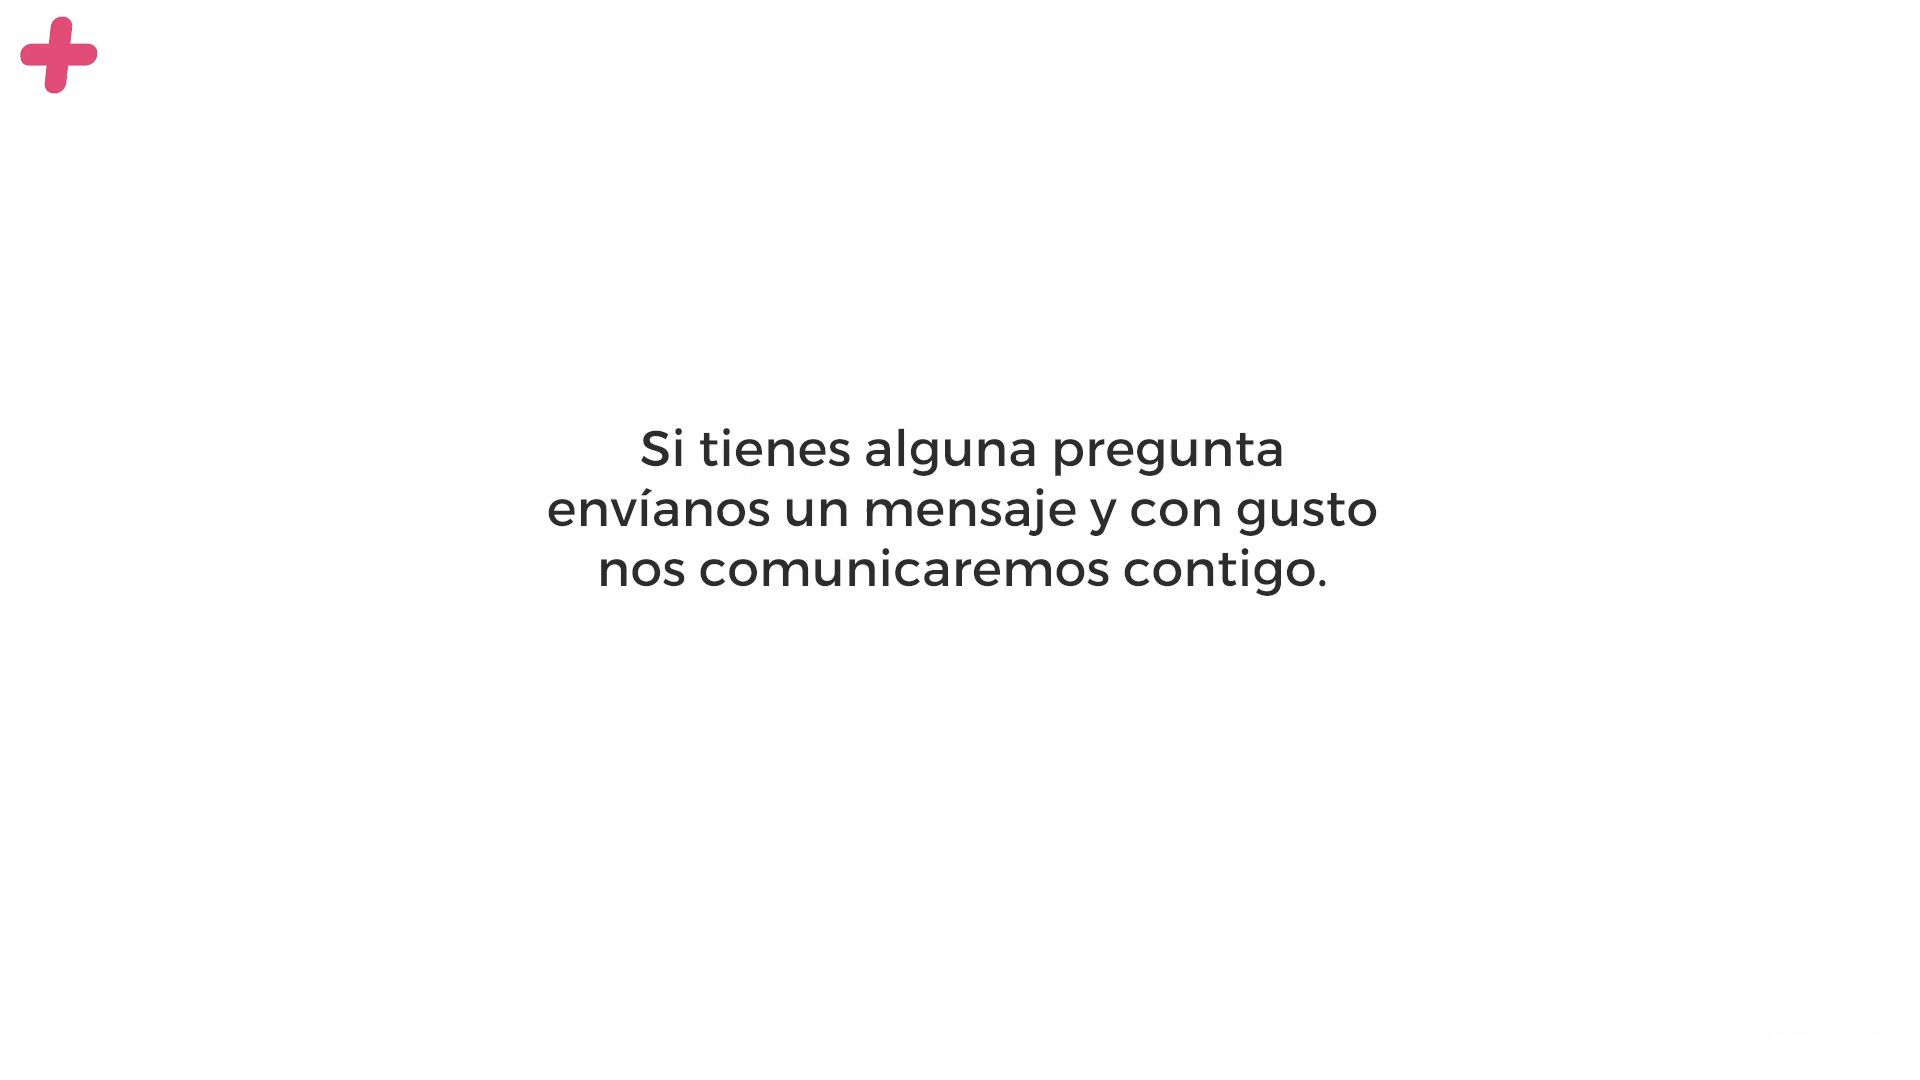 Si tienes alguna pregunta
envíanos un mensaje y con gusto
nos comunicaremos contigo.